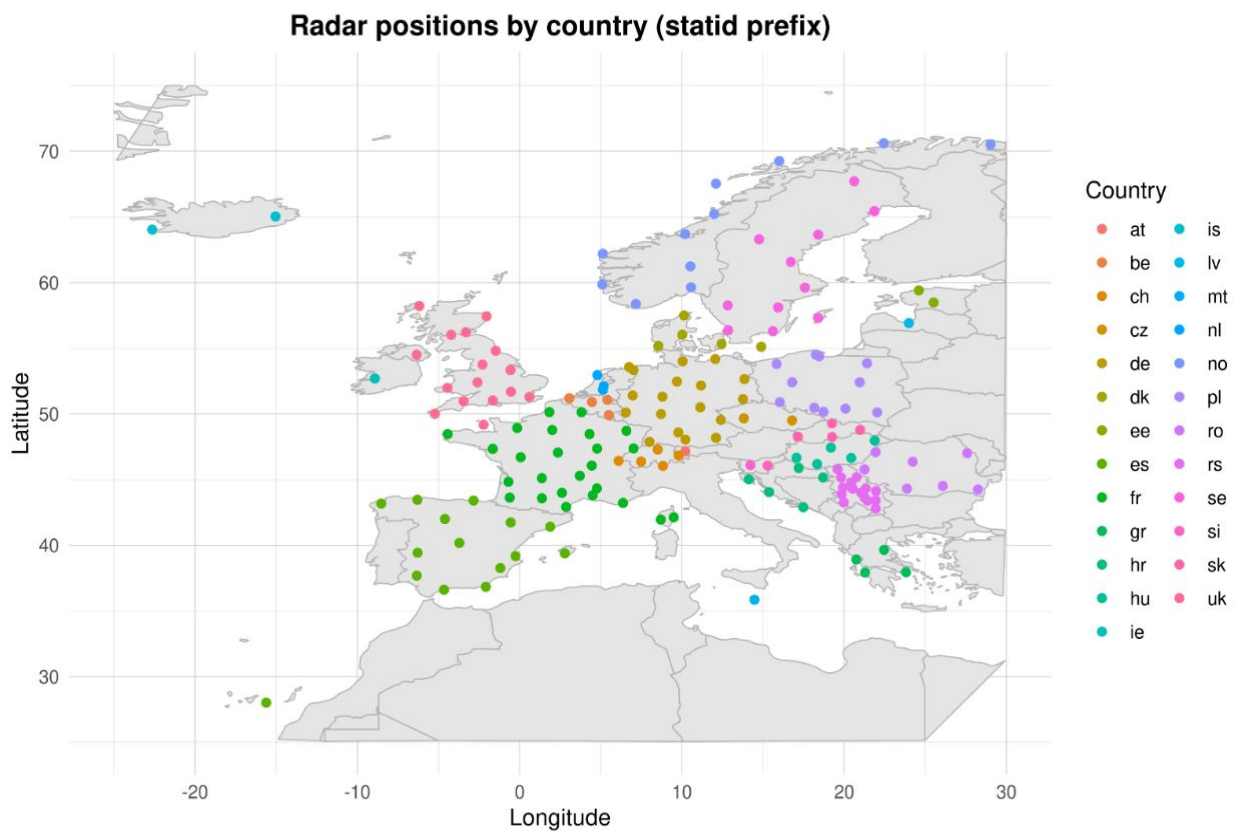 Radar positions by country (statid prefix)
70
60
50
40
30
-20
-10
0
10
20
30
Latitude
Longitude
Country
at
be
ch
cz
de
dk
ee
es
fr
gr
hr
hu
ie
is
lv
mt
nl
no
pl
ro
rs
se
si
sk
uk